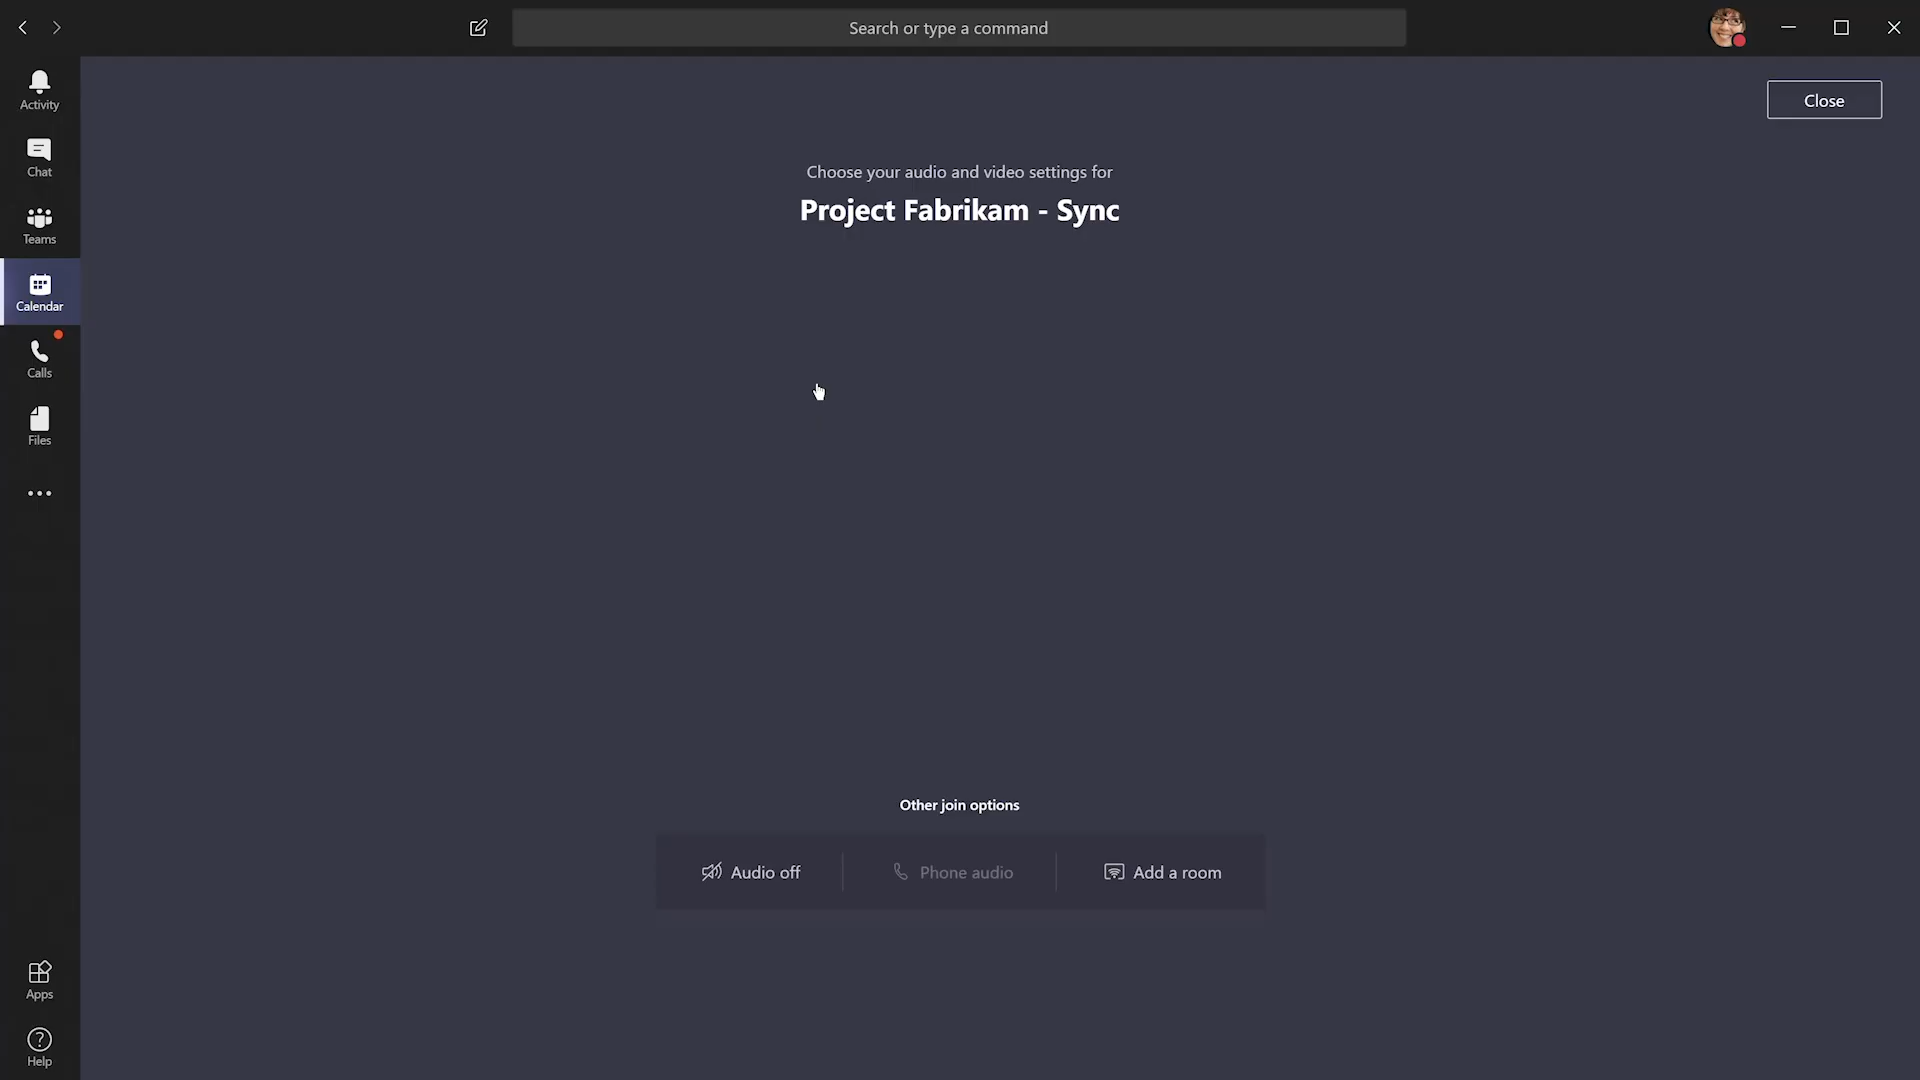 Search or type a command
Activity
Chat
Teams
Calendar
Calls
Files
Apps
Help
Close
Choose your audio and video settings for
Project Fabrikam - Sync
Other join options
Audio off
Phone audio
Add a room